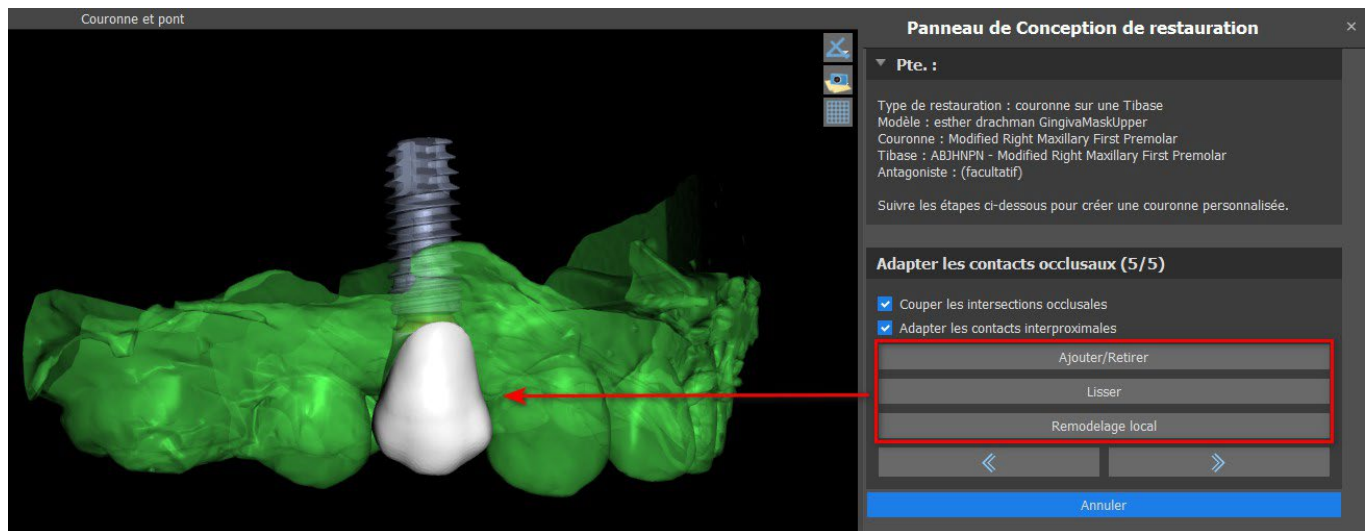 Couronne et pont
Panneau de Conception de restauration
Pte. :
Type de restauration : couronne sur une Tibase
Modèle : esther drachman GingivaMaskUpper
Couronne : Modified Right Maxillary First Premolar
Tibase : ABJHNPN - Modified Right Maxillary First Premolar
Antagoniste : (facultatif)
Suivre les étapes ci-dessous pour créer une couronne personnalisée.
Adapter les contacts occlusaux (5/5)
Couper les intersections occlusales
Adapter les contacts interproximales
Ajouter/Retirer
Lisser
Remodelage local
Annuler